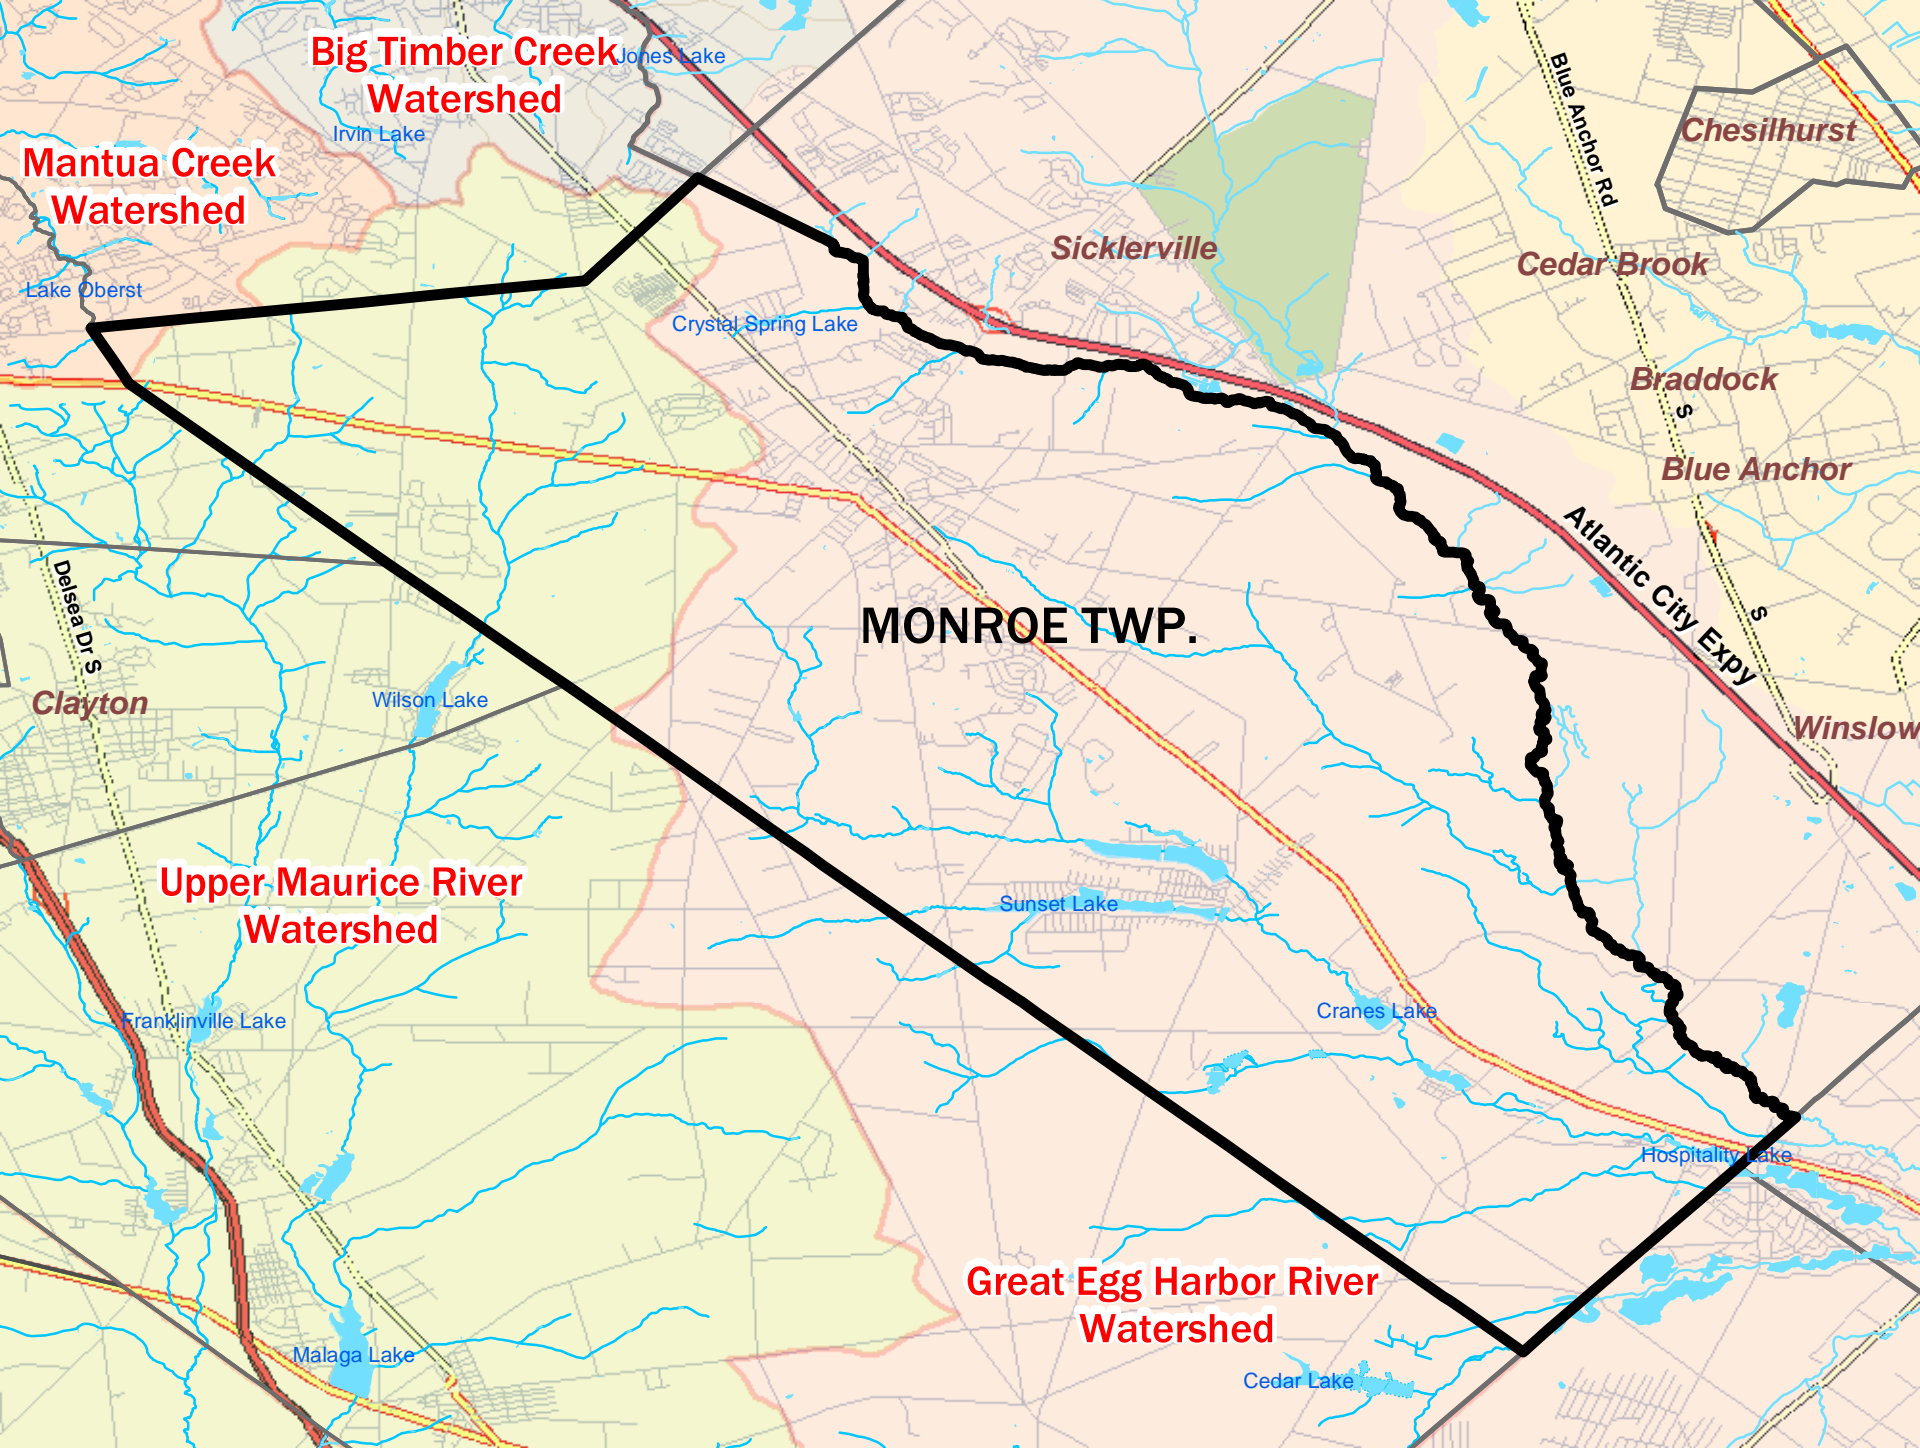 Big Timber Creek
Watershed
Jones Lake
Irvin Lake
Mantua Creek
Watershed
Lake Oberst
Blue Anchor Rd
Chesilhurst
Sicklerville
Cedar Brook
Crystal Spring Lake
Braddock
S
Blue Anchor
Atlantic City Expy
S
Delsea Dr S
MONROE TWP.
Clayton
Wilson Lake
Winslow
Upper Maurice River
Watershed
Sunset Lake
Franklinville Lake
Cranes Lake
Hospitality Lake
Great Egg Harbor River
Watershed
Malaga Lake
Cedar Lake